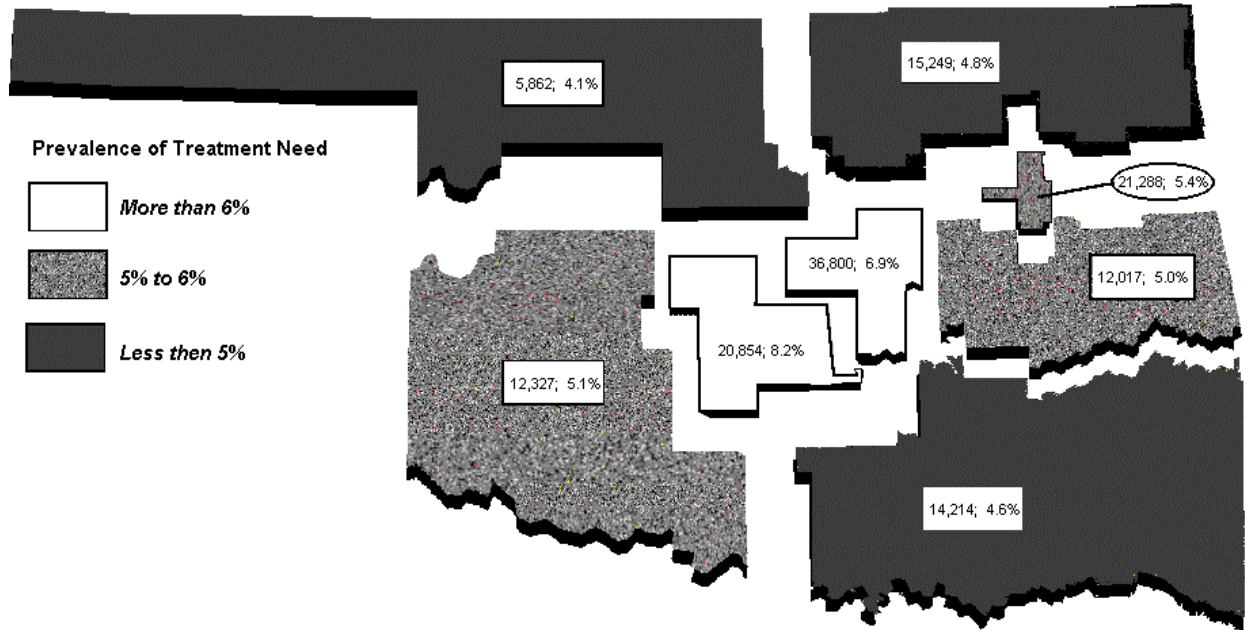 5,862; 4.1%
15,249; 4.8%
Prevalence of Treatment Need
More than 6%
5% to 6%
Less then 5%
21,288; 5.4%
36,800; 6.9%
12,017; 5.0%
20,854; 8.2%
12,327; 5.1%
14,214; 4.6%